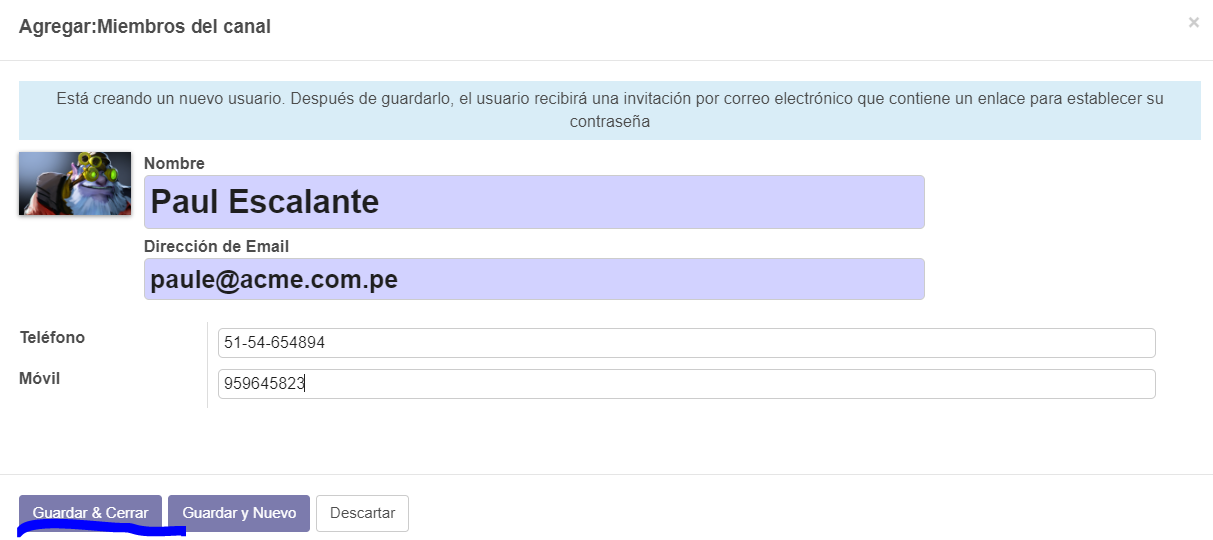 Agregar:Miembros del canal
×
Está creando un nuevo usuario. Después de guardarlo, el usuario recibirá una invitación por correo electrónico que contiene un enlace para establecer su
contraseña
Nombre
Paul Escalante
Dirección de Email
paule@acme.com.pe
Teléfono
51-54-654894
Móvil
959645823
Guardar & Cerrar
Guardar y Nuevo
Descartar